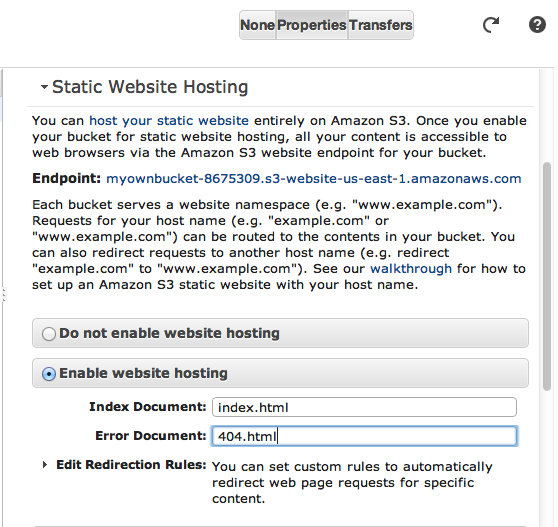 None Properties Transfers
Static Website Hosting
You can host your static website entirely on Amazon S3. Once you enable
your bucket for static website hosting, all your content is accessible to
web browsers via the Amazon S3 website endpoint for your bucket.
Endpoint: myownbucket-8675309.s3-website-us-east-1.amazonaws.com
Each bucket serves a website namespace (e.g. "www.example.com").
Requests for your host name (e.g. "example.com" or
"www.example.com") can be routed to the contents in your bucket. You
can also redirect requests to another host name (e.g. redirect
"example.com" to "www.example.com"). See our walkthrough for how to
set up an Amazon S3 static website with your host name.
Do not enable website hosting
Enable website hosting
Index Document: index.html
Error Document: 404.html
Edit Redirection Rules: You can set custom rules to automatically
redirect web page requests for specific
content.